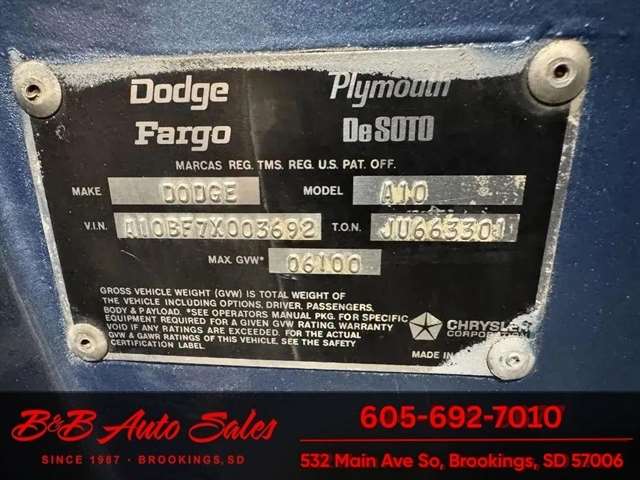 Dodge Plymouth
Fargo De SOTO
MARCAS REG. TMS. REG. U.S. PAT. OFF.
MAKE DODGE MODEL A10
V.I.N. A10BF7X003692 T.O.N. JU663301
MAX. GVW* 06100
GROSS VEHICLE WEIGHT (GVW) IS TOTAL WEIGHT OF
THE VEHICLE INCLUDING OPTIONS, DRIVER, PASSENGERS,
BODY & PAYLOAD. *SEE OPERATORS MANUAL PKG. FOR SPECIFIC
EQUIPMENT REQUIRED FOR A GIVEN GVW RATING. WARRANTY
VOID IF ANY RATINGS ARE EXCEEDED. FOR THE ACTUAL
GVW & GAWR RATINGS OF THIS VEHICLE, SEE THE SAFETY
CERTIFICATION LABEL.
CHRYSLER
CORPORATION
MADE IN
B&B Auto Sales
SINCE 1987 - BROOKINGS, SD
605-692-7010
532 Main Ave So, Brookings, SD 57006